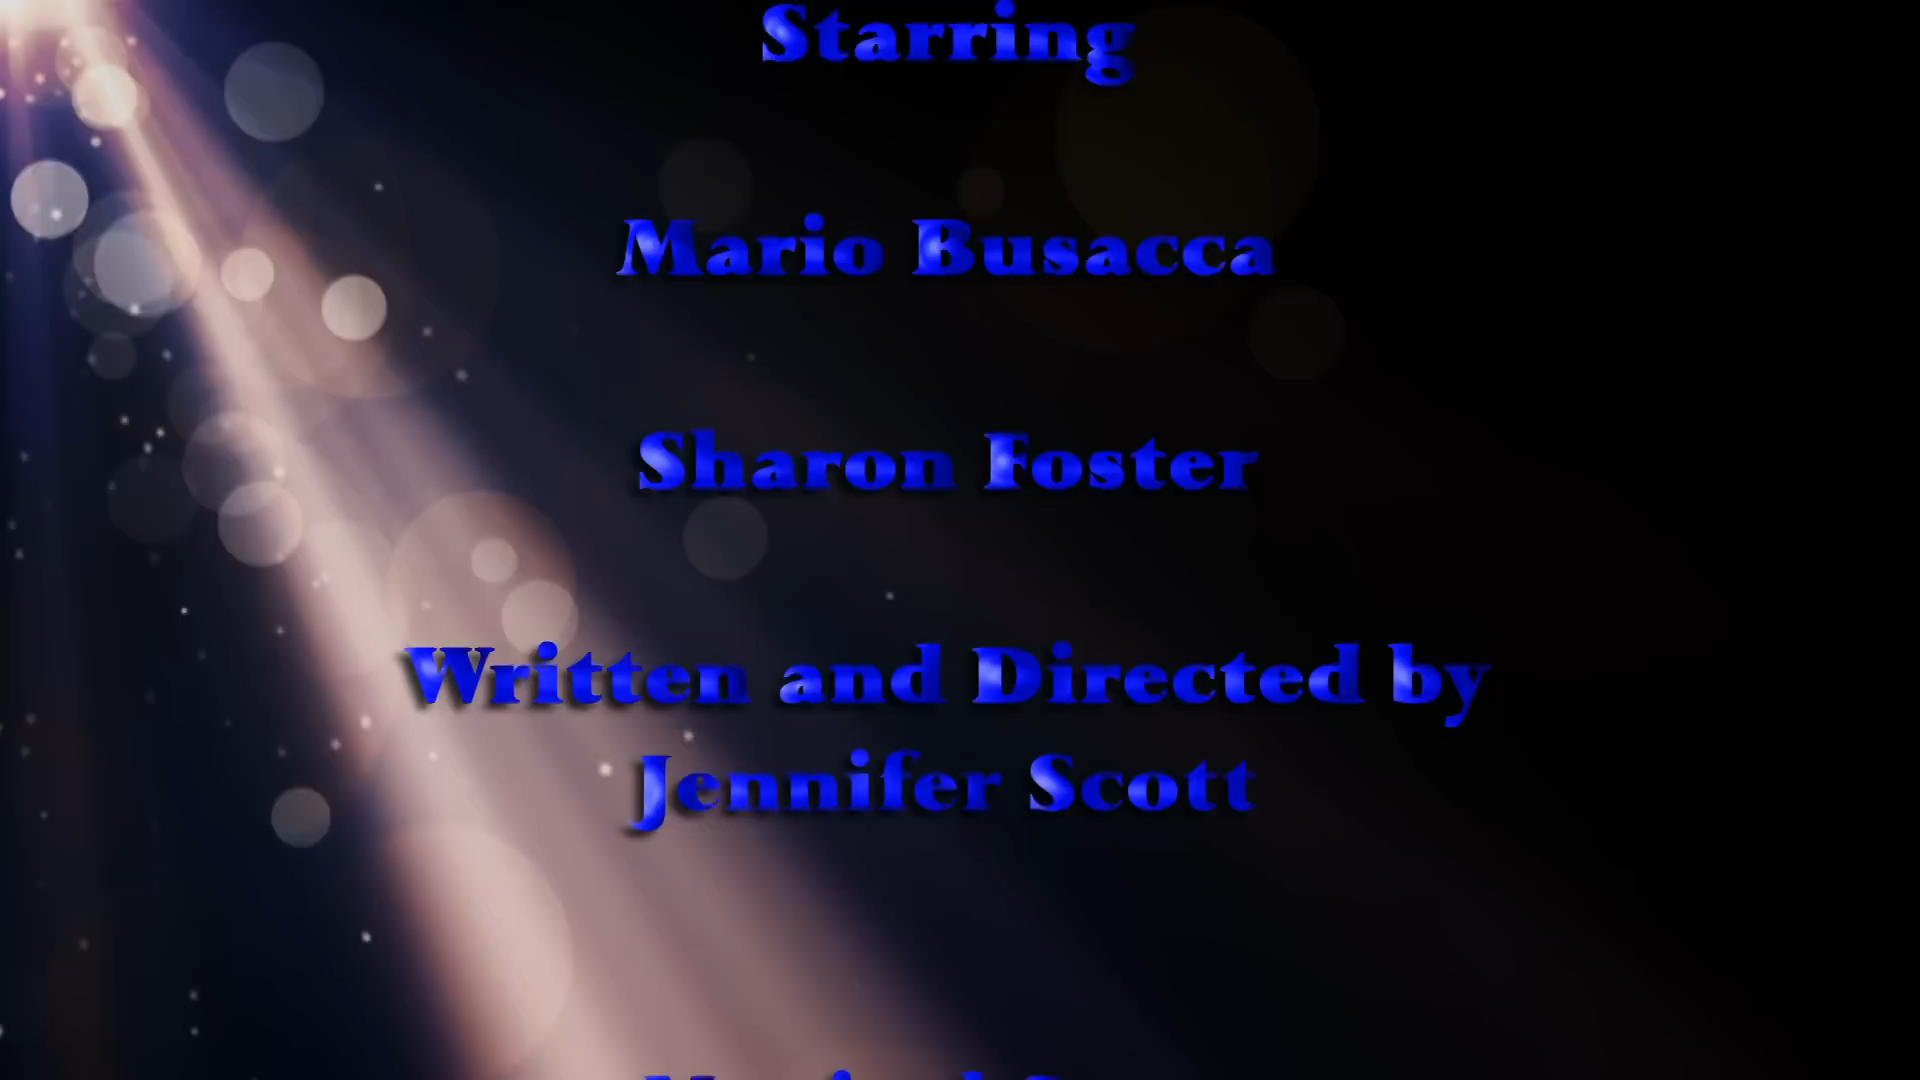 Starring
Mario Busacca
Sharon Foster
Written and Directed by
Jennifer Scott